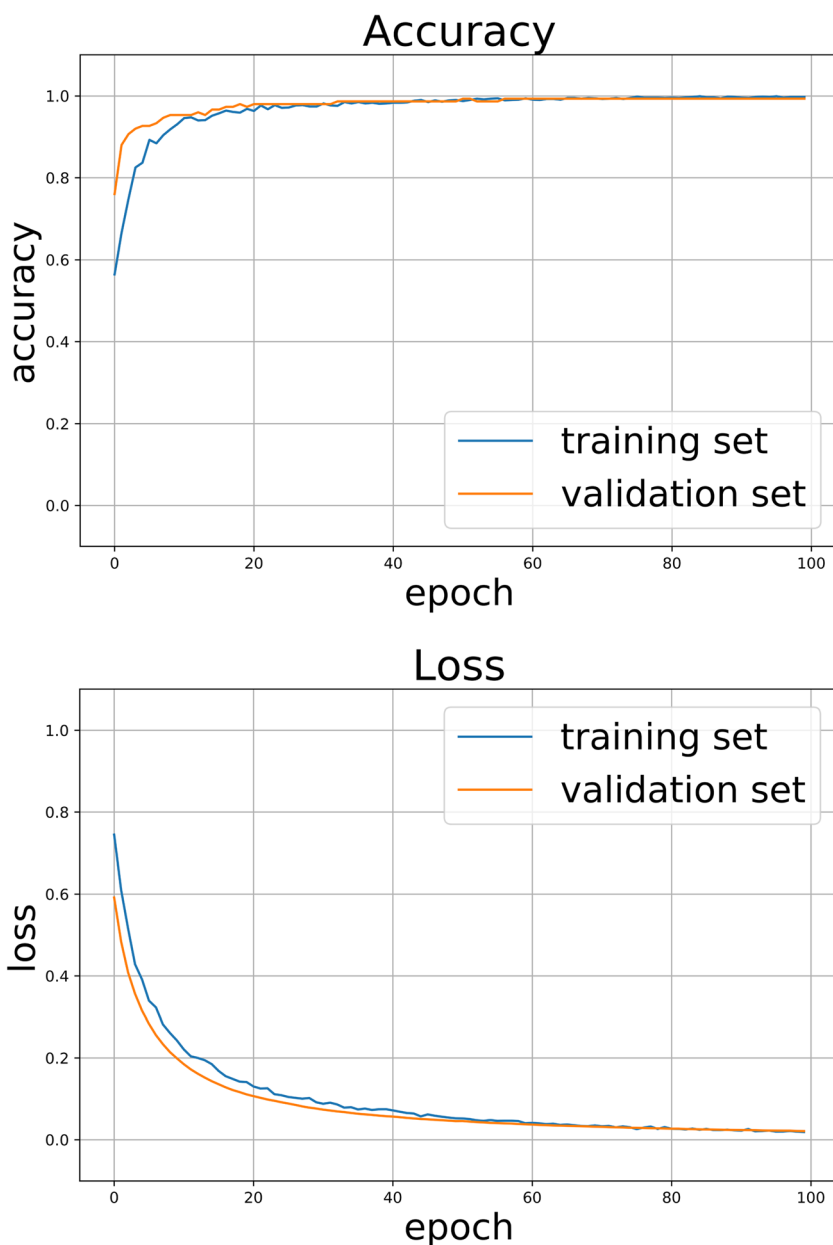 Accuracy
1.0
0.8
0.6
0.4
0.2
0.0
accuracy
training set
validation set
0 20 40 60 80 100
epoch
Loss
1.0
0.8
0.6
0.4
0.2
0.0
loss
training set
validation set
0 20 40 60 80 100
epoch